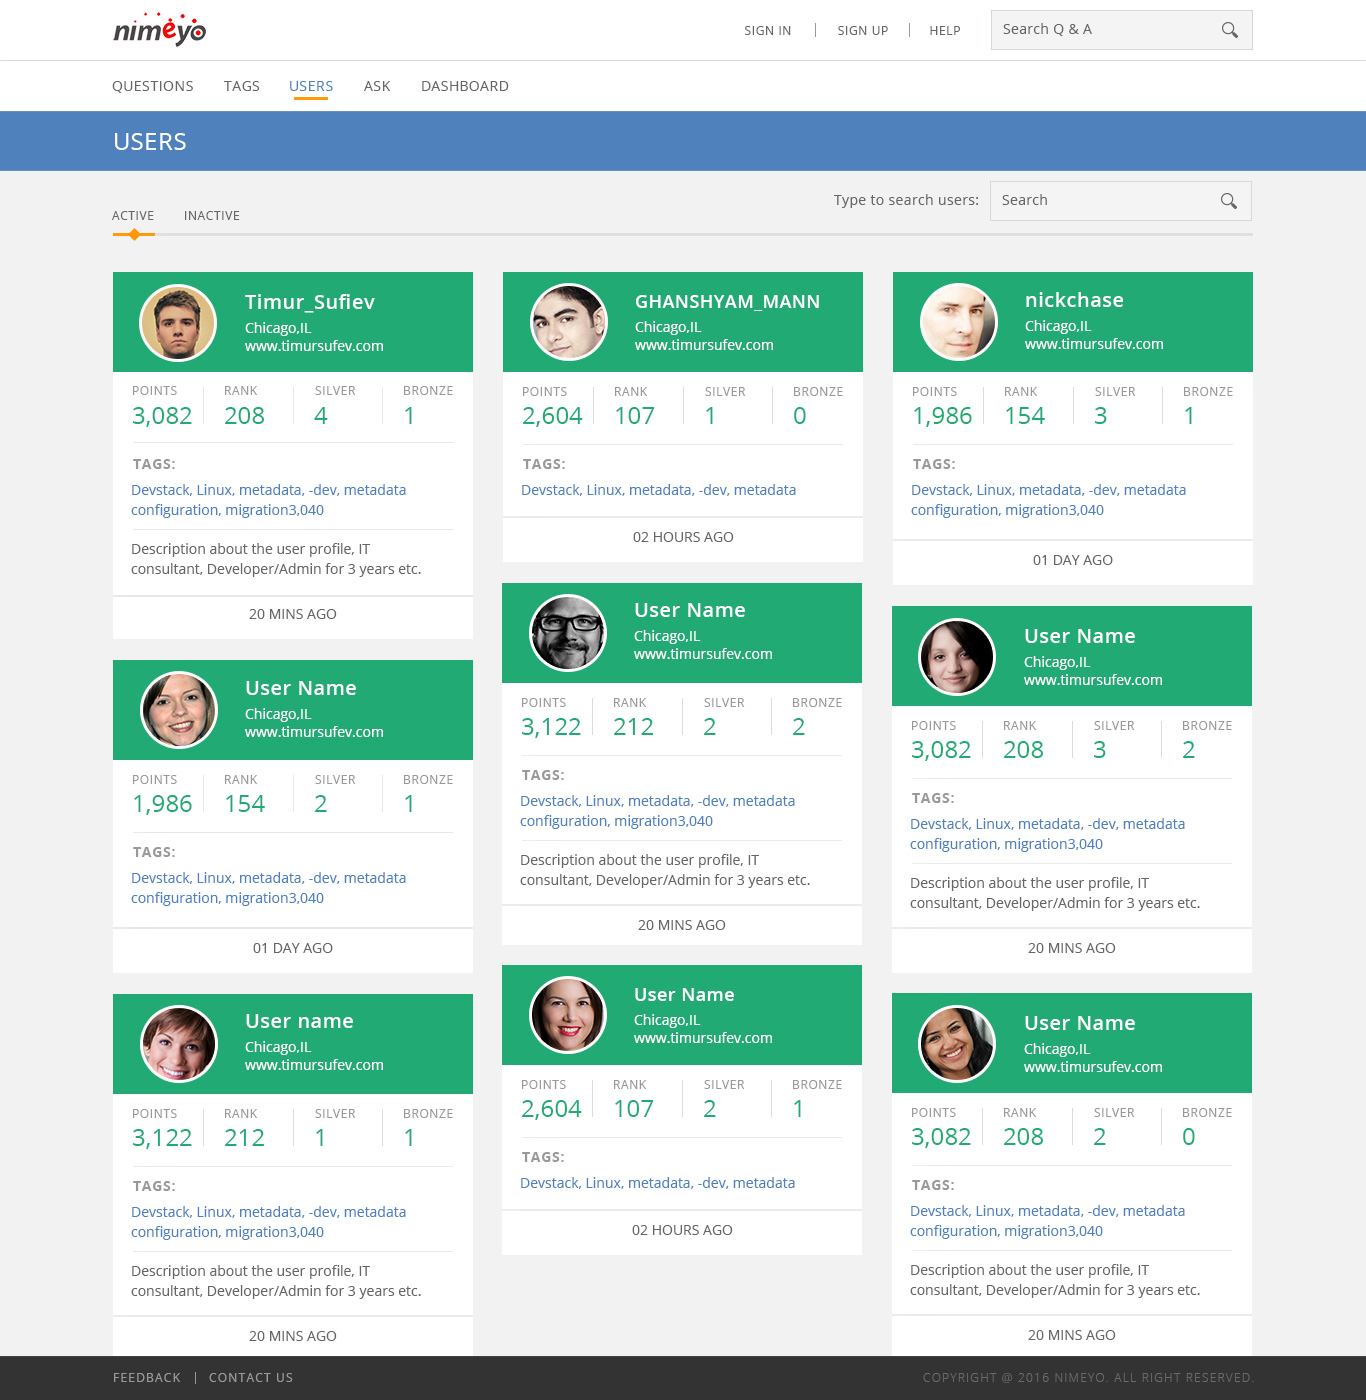 nimeyo
SIGN IN | SIGN UP | HELP
Search Q & A
QUESTIONS TAGS USERS ASK DASHBOARD
USERS
ACTIVE INACTIVE
Type to search users: Search
Timur_Sufiev
Chicago,IL
www.timursufev.com
POINTS RANK SILVER BRONZE
3,082 208 4 1
TAGS:
Devstack, Linux, metadata, -dev, metadata
configuration, migration3,040
Description about the user profile, IT
consultant, Developer/Admin for 3 years etc.
20 MINS AGO
User Name
Chicago,IL
www.timursufev.com
POINTS RANK SILVER BRONZE
1,986 154 2 1
TAGS:
Devstack, Linux, metadata, -dev, metadata
configuration, migration3,040
01 DAY AGO
User name
Chicago,IL
www.timursufev.com
POINTS RANK SILVER BRONZE
3,122 212 1 1
TAGS:
Devstack, Linux, metadata, -dev, metadata
configuration, migration3,040
Description about the user profile, IT
consultant, Developer/Admin for 3 years etc.
20 MINS AGO
GHANSHYAM_MANN
Chicago,IL
www.timursufev.com
POINTS RANK SILVER BRONZE
2,604 107 1 0
TAGS:
Devstack, Linux, metadata, -dev, metadata
02 HOURS AGO
User Name
Chicago,IL
www.timursufev.com
POINTS RANK SILVER BRONZE
3,122 212 2 2
TAGS:
Devstack, Linux, metadata, -dev, metadata
configuration, migration3,040
Description about the user profile, IT
consultant, Developer/Admin for 3 years etc.
20 MINS AGO
User Name
Chicago,IL
www.timursufev.com
POINTS RANK SILVER BRONZE
2,604 107 2 1
TAGS:
Devstack, Linux, metadata, -dev, metadata
02 HOURS AGO
nickchase
Chicago,IL
www.timursufev.com
POINTS RANK SILVER BRONZE
1,986 154 3 1
TAGS:
Devstack, Linux, metadata, -dev, metadata
configuration, migration3,040
01 DAY AGO
User Name
Chicago,IL
www.timursufev.com
POINTS RANK SILVER BRONZE
3,082 208 3 2
TAGS:
Devstack, Linux, metadata, -dev, metadata
configuration, migration3,040
Description about the user profile, IT
consultant, Developer/Admin for 3 years etc.
20 MINS AGO
User Name
Chicago,IL
www.timursufev.com
POINTS RANK SILVER BRONZE
3,082 208 2 0
TAGS:
Devstack, Linux, metadata, -dev, metadata
configuration, migration3,040
Description about the user profile, IT
consultant, Developer/Admin for 3 years etc.
20 MINS AGO
FEEDBACK | CONTACT US
COPYRIGHT @ 2016 NIMEYO. ALL RIGHT RESERVED.